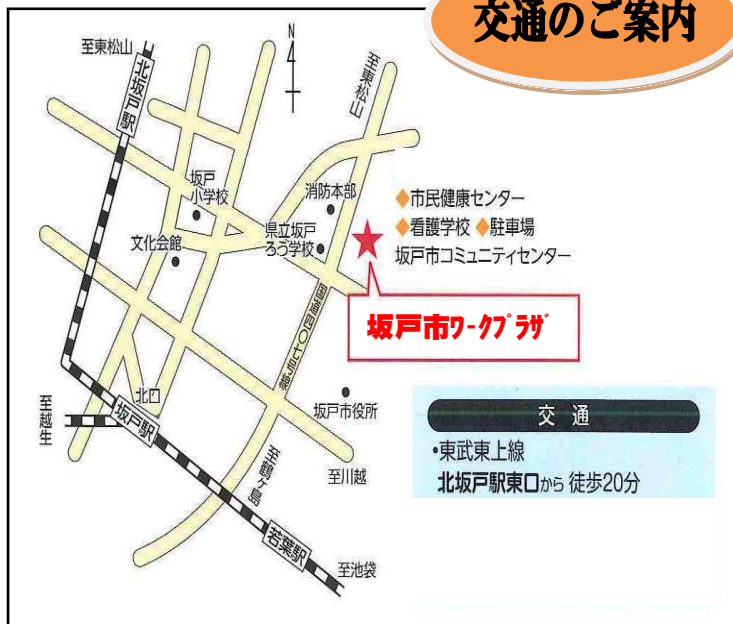 交通のご案内
至東松山
N
4
北坂戸駅
至東松山
坂戸
小学校
消防本部
◆市民健康センター
◆看護学校 ◆駐車場
坂戸市コミュニティセンター
県立坂戸
ろう学校
文化会館
坂戸市ﾜｰｸﾌﾟﾗｻﾞ
国道四〇七号線
北口
坂戸市役所
至越生
坂戸駅
至鶴ヶ島
至川越
若葉駅
至池袋
交通
•東武東上線
北坂戸駅東口から 徒歩20分